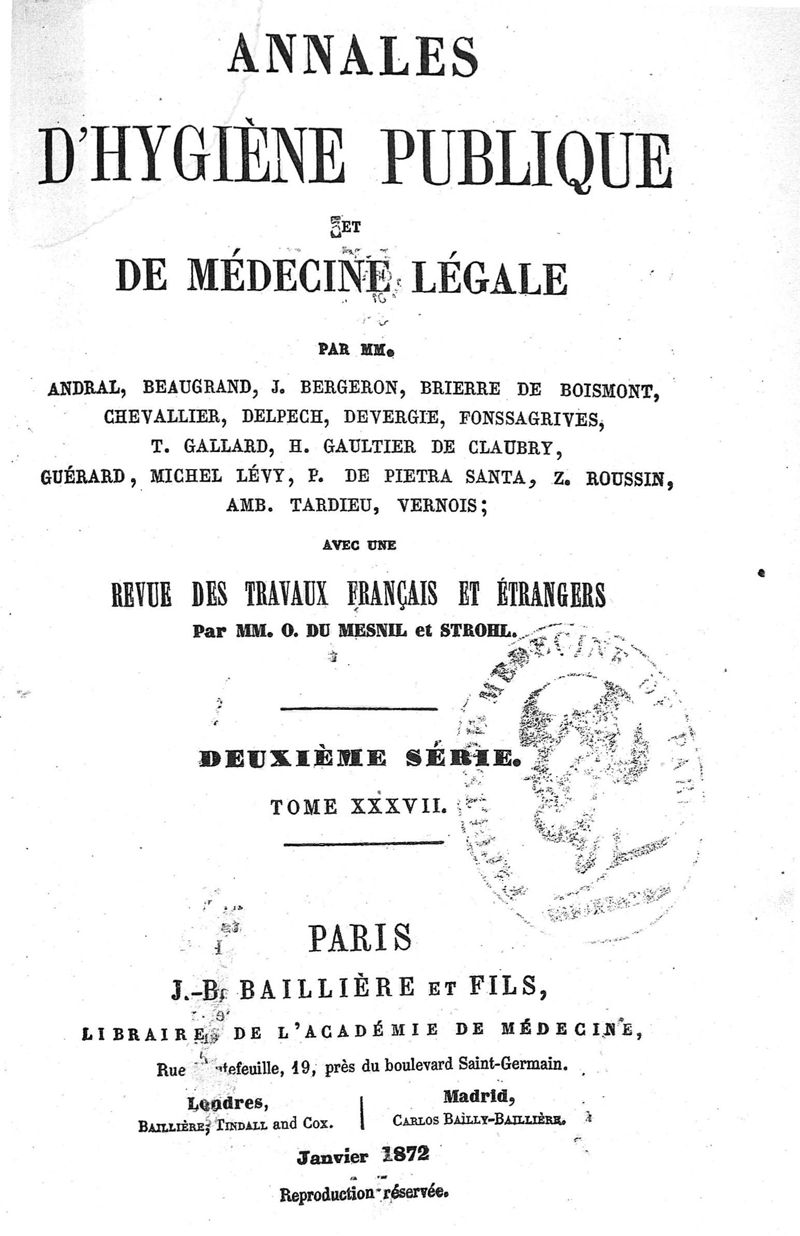 ANNALES
D'HYGIÈNE PUBLIQUE
ET
DE MÉDECINE LÉGALE
PAR MM.
ANDRAL, BEAUGRAND, J. BERGERON, BRIERRE DE BOISMONT,
CHEVALLIER, DELPECH, DEVERGIE, FONSSAGRIVES,
T. GALLARD, H. GAULTIER DE CLAUBRY,
GUÉRARD, MICHEL LÉVY, P. DE PIETRA SANTA, Z. ROUSSIN,
AMB. TARDIEU, VERNOIS;
AVEC UNE
REVUE DES TRAVAUX FRANÇAIS ET ÉTRANGERS
Par MM. O. DU MESNIL et STROHL.
DEUXIÈME SÉRIE.
TOME XXXVII.
MEDECINE DE PARI
PARIS
J.-B. BAILLIÈRE ET FILS,
LIBRAIRES DE L'ACADÉMIE DE MÉDECINE,
Rue tefeuille, 19, près du boulevard Saint-Germain.
Londres,
BAILLIÈRE, TINDALL and COX.
Madrid,
CARLOS BAILLY-BAILLIÈRE.
Janvier 1872
Reproduction réservée.